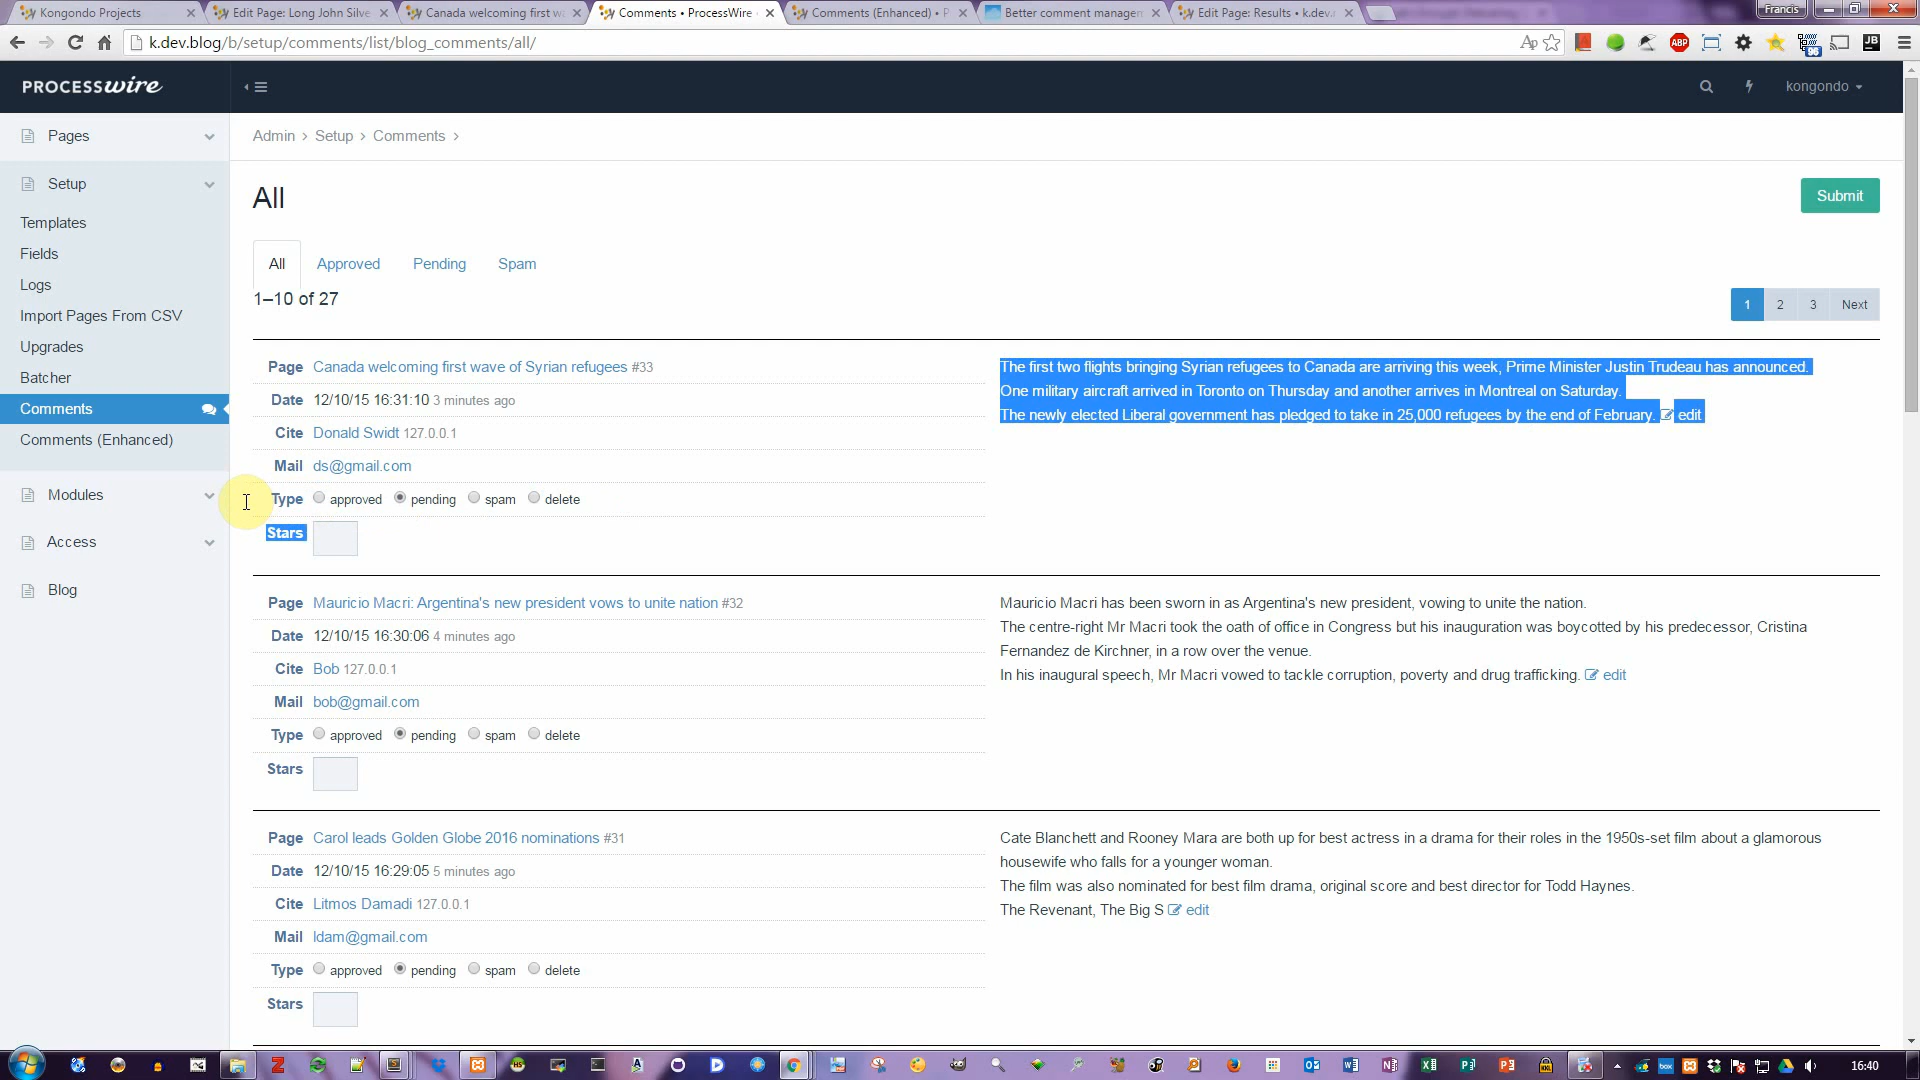 Kongondo Projects
Edit Page: Long John Silve
Canada welcoming first w
Comments • ProcessWire
Comments (Enhanced) • P
Better comment managem
Edit Page: Results • k.dev.
Francis
k.dev.blog/b/setup/comments/list/blog_comments/all/
PROCESSwire
kongondo
Pages
Setup
Templates
Fields
Logs
Import Pages From CSV
Upgrades
Batcher
Comments
Comments (Enhanced)
Modules
Access
Blog
Admin > Setup > Comments >
All
Submit
All Approved Pending Spam
1–10 of 27
1 2 3 Next
Page Canada welcoming first wave of Syrian refugees #33
Date 12/10/15 16:31:10 3 minutes ago
Cite Donald Swidt 127.0.0.1
Mail ds@gmail.com
Type approved pending spam delete
Stars
The first two flights bringing Syrian refugees to Canada are arriving this week, Prime Minister Justin Trudeau has announced.
One military aircraft arrived in Toronto on Thursday and another arrives in Montreal on Saturday.
The newly elected Liberal government has pledged to take in 25,000 refugees by the end of February. edit
Page Mauricio Macri: Argentina's new president vows to unite nation #32
Date 12/10/15 16:30:06 4 minutes ago
Cite Bob 127.0.0.1
Mail bob@gmail.com
Type approved pending spam delete
Stars
Mauricio Macri has been sworn in as Argentina's new president, vowing to unite the nation.
The centre-right Mr Macri took the oath of office in Congress but his inauguration was boycotted by his predecessor, Cristina
Fernandez de Kirchner, in a row over the venue.
In his inaugural speech, Mr Macri vowed to tackle corruption, poverty and drug trafficking. edit
Page Carol leads Golden Globe 2016 nominations #31
Date 12/10/15 16:29:05 5 minutes ago
Cite Litmos Damadi 127.0.0.1
Mail ldam@gmail.com
Type approved pending spam delete
Stars
Cate Blanchett and Rooney Mara are both up for best actress in a drama for their roles in the 1950s-set film about a glamorous
housewife who falls for a younger woman.
The film was also nominated for best film drama, original score and best director for Todd Haynes.
The Revenant, The Big S edit
16:40